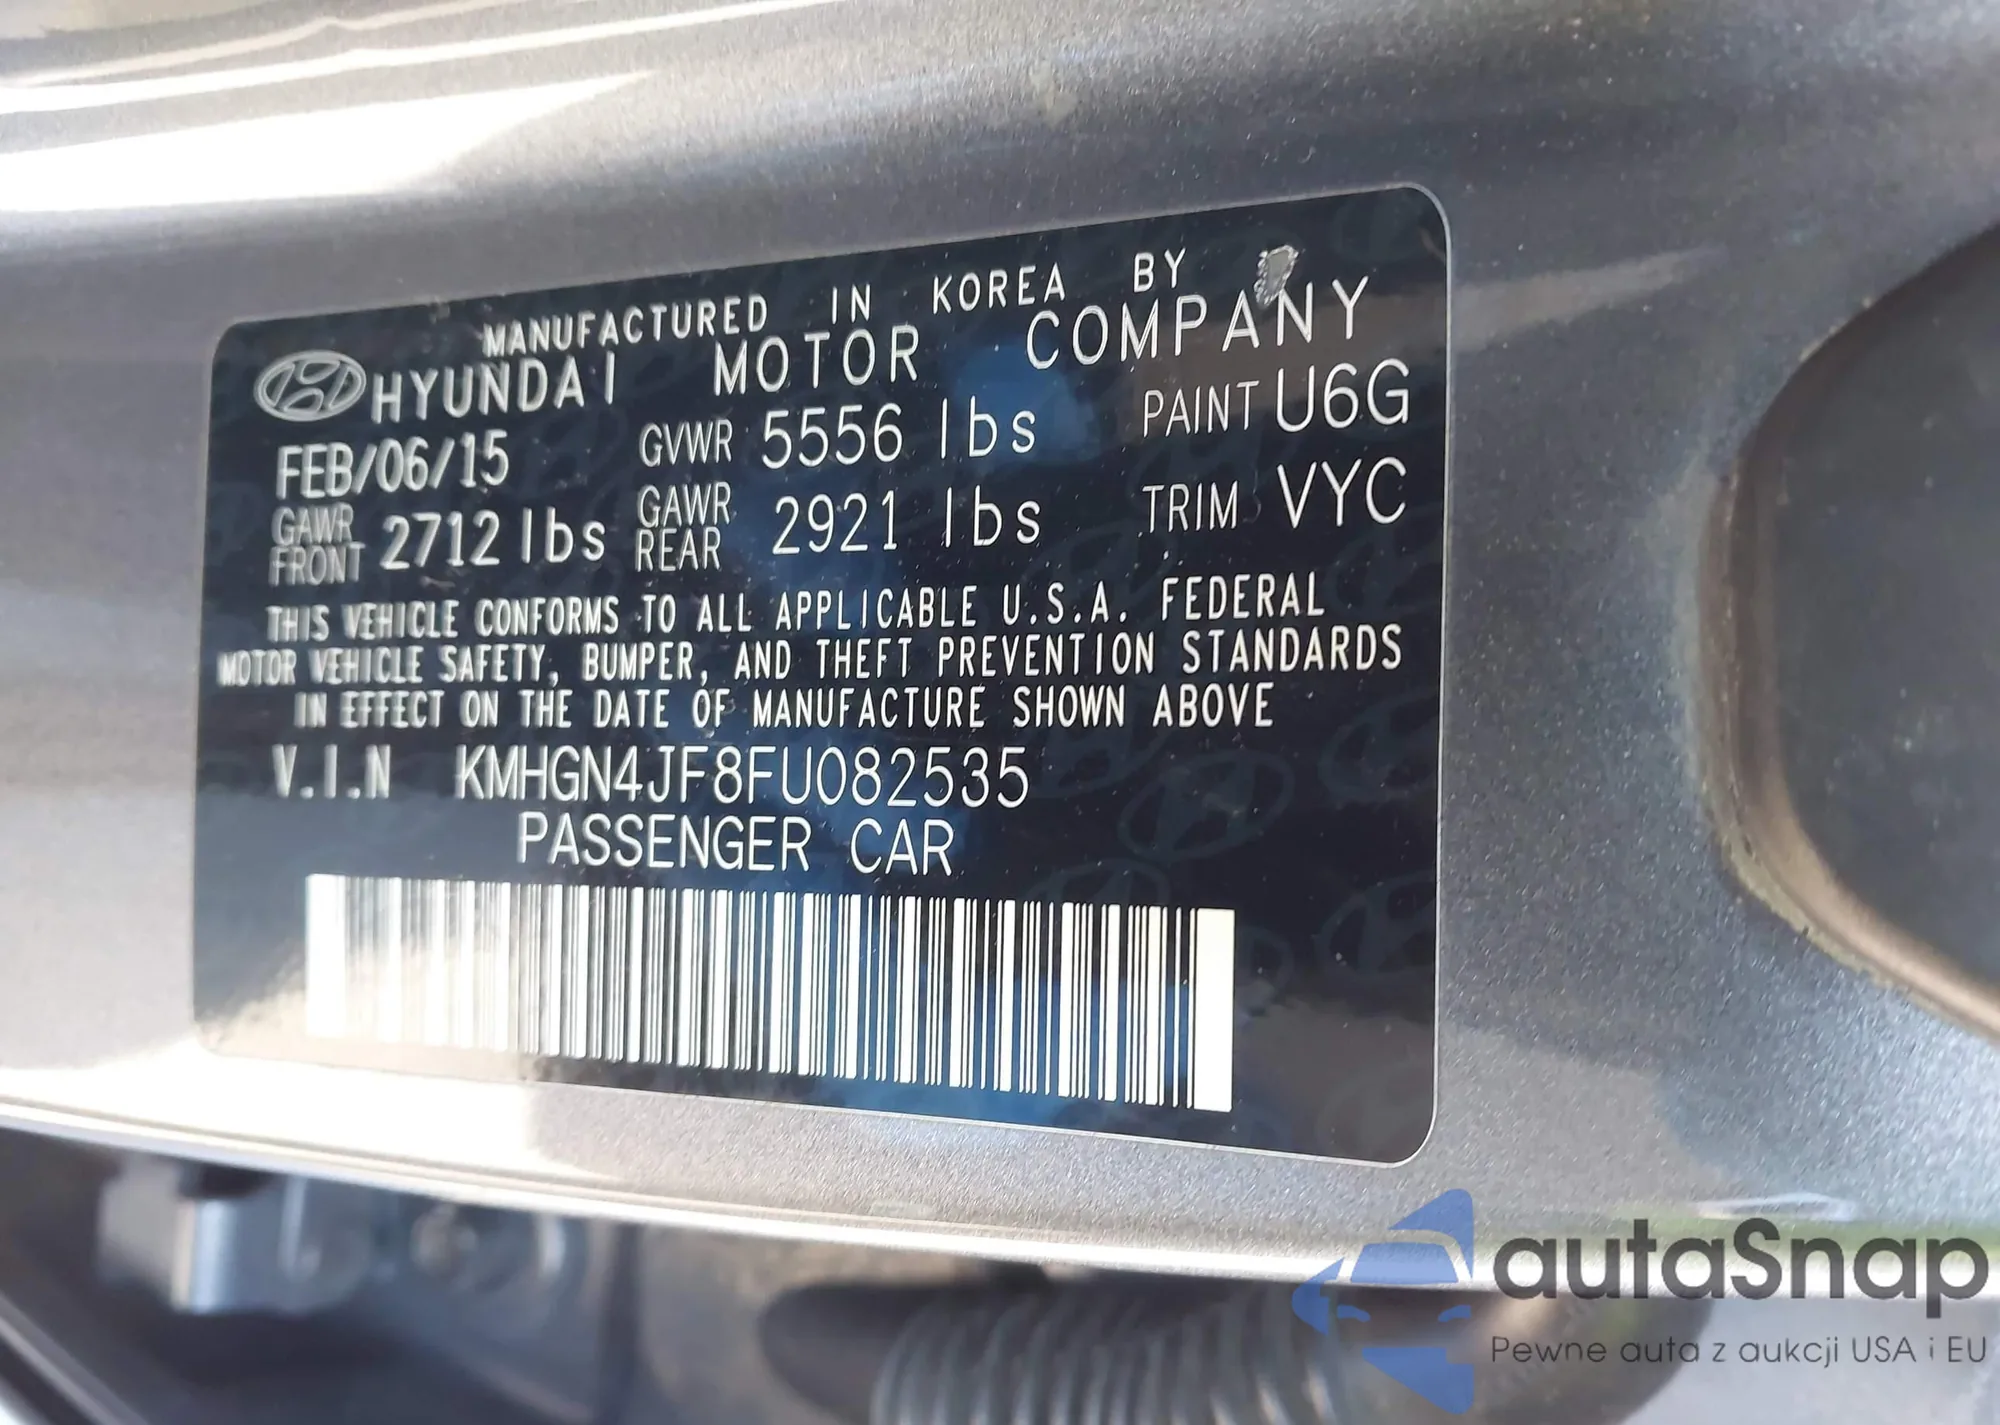 MANUFACTURED IN KOREA BY
HYUNDAI MOTOR COMPANY
FEB/06/15 GVWR 5556 lbs PAINT U6G
GAWR FRONT 2712 lbs GAWR REAR 2921 lbs TRIM VYC
THIS VEHICLE CONFORMS TO ALL APPLICABLE U.S.A. FEDERAL
MOTOR VEHICLE SAFETY, BUMPER, AND THEFT PREVENTION STANDARDS
IN EFFECT ON THE DATE OF MANUFACTURE SHOWN ABOVE
V.I.N KMHGN4JF8FU082535
PASSENGER CAR
autaSnap
Pewne auta z aukcji USA i EU